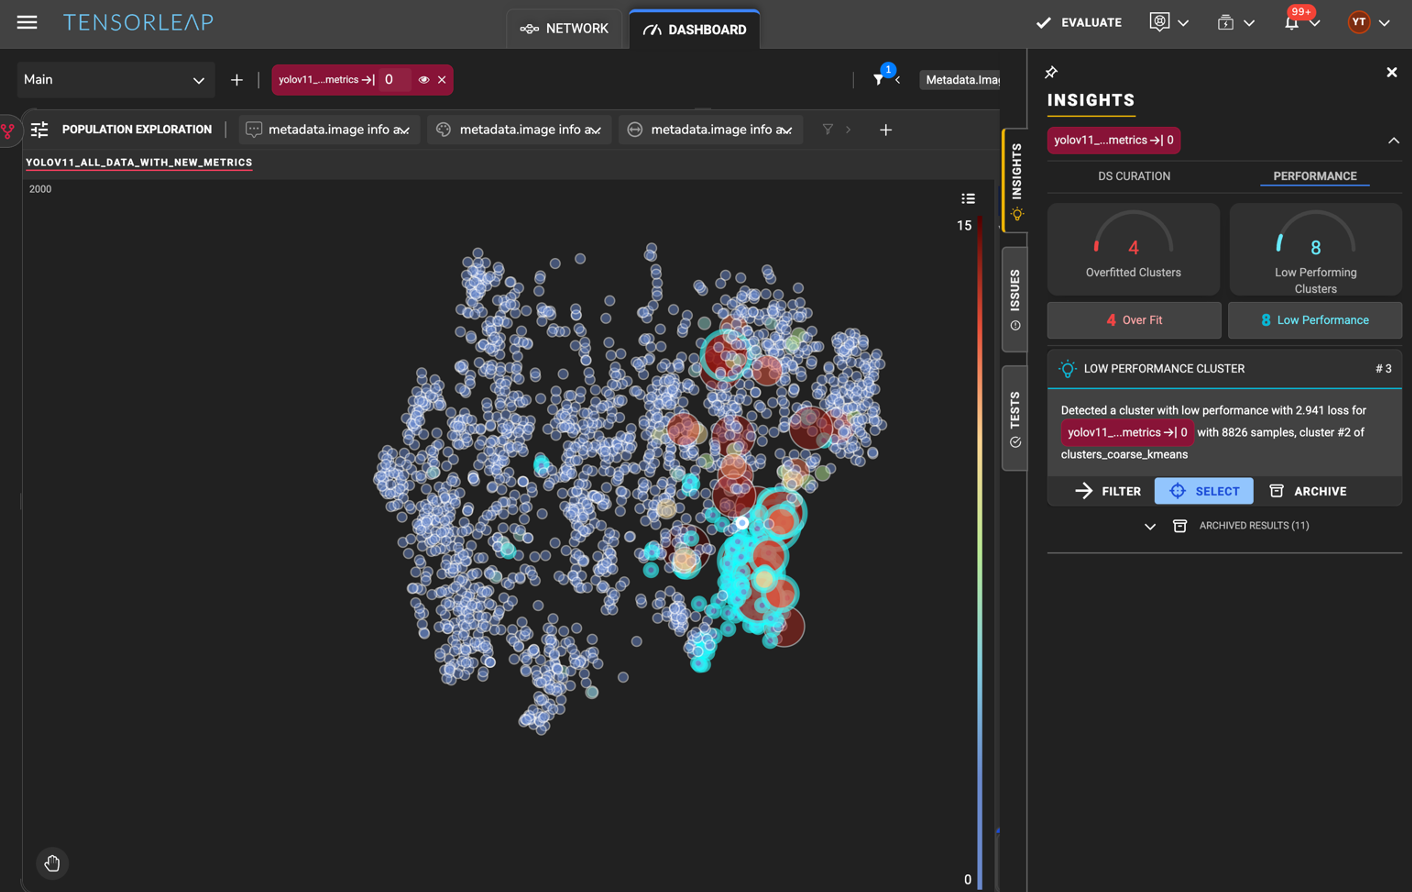 TENSORLEAP
NETWORK
DASHBOARD
EVALUATE
99+
YT
Main
yolov11_...metrics →| 0
1
Metadata.Imag
POPULATION EXPLORATION
metadata.image info a
metadata.image info a
metadata.image info a
YOLOV11_ALL_DATA_WITH_NEW_METRICS
2000
15
0
INSIGHTS
ISSUES
TESTS
INSIGHTS
yolov11_...metrics →| 0
DS CURATION
PERFORMANCE
4
Overfitted Clusters
8
Low Performing
Clusters
4 Over Fit
8 Low Performance
LOW PERFORMANCE CLUSTER
# 3
Detected a cluster with low performance with 2.941 loss for
yolov11_...metrics →| 0 with 8826 samples, cluster #2 of
clusters_coarse_kmeans
FILTER
SELECT
ARCHIVE
ARCHIVED RESULTS (11)